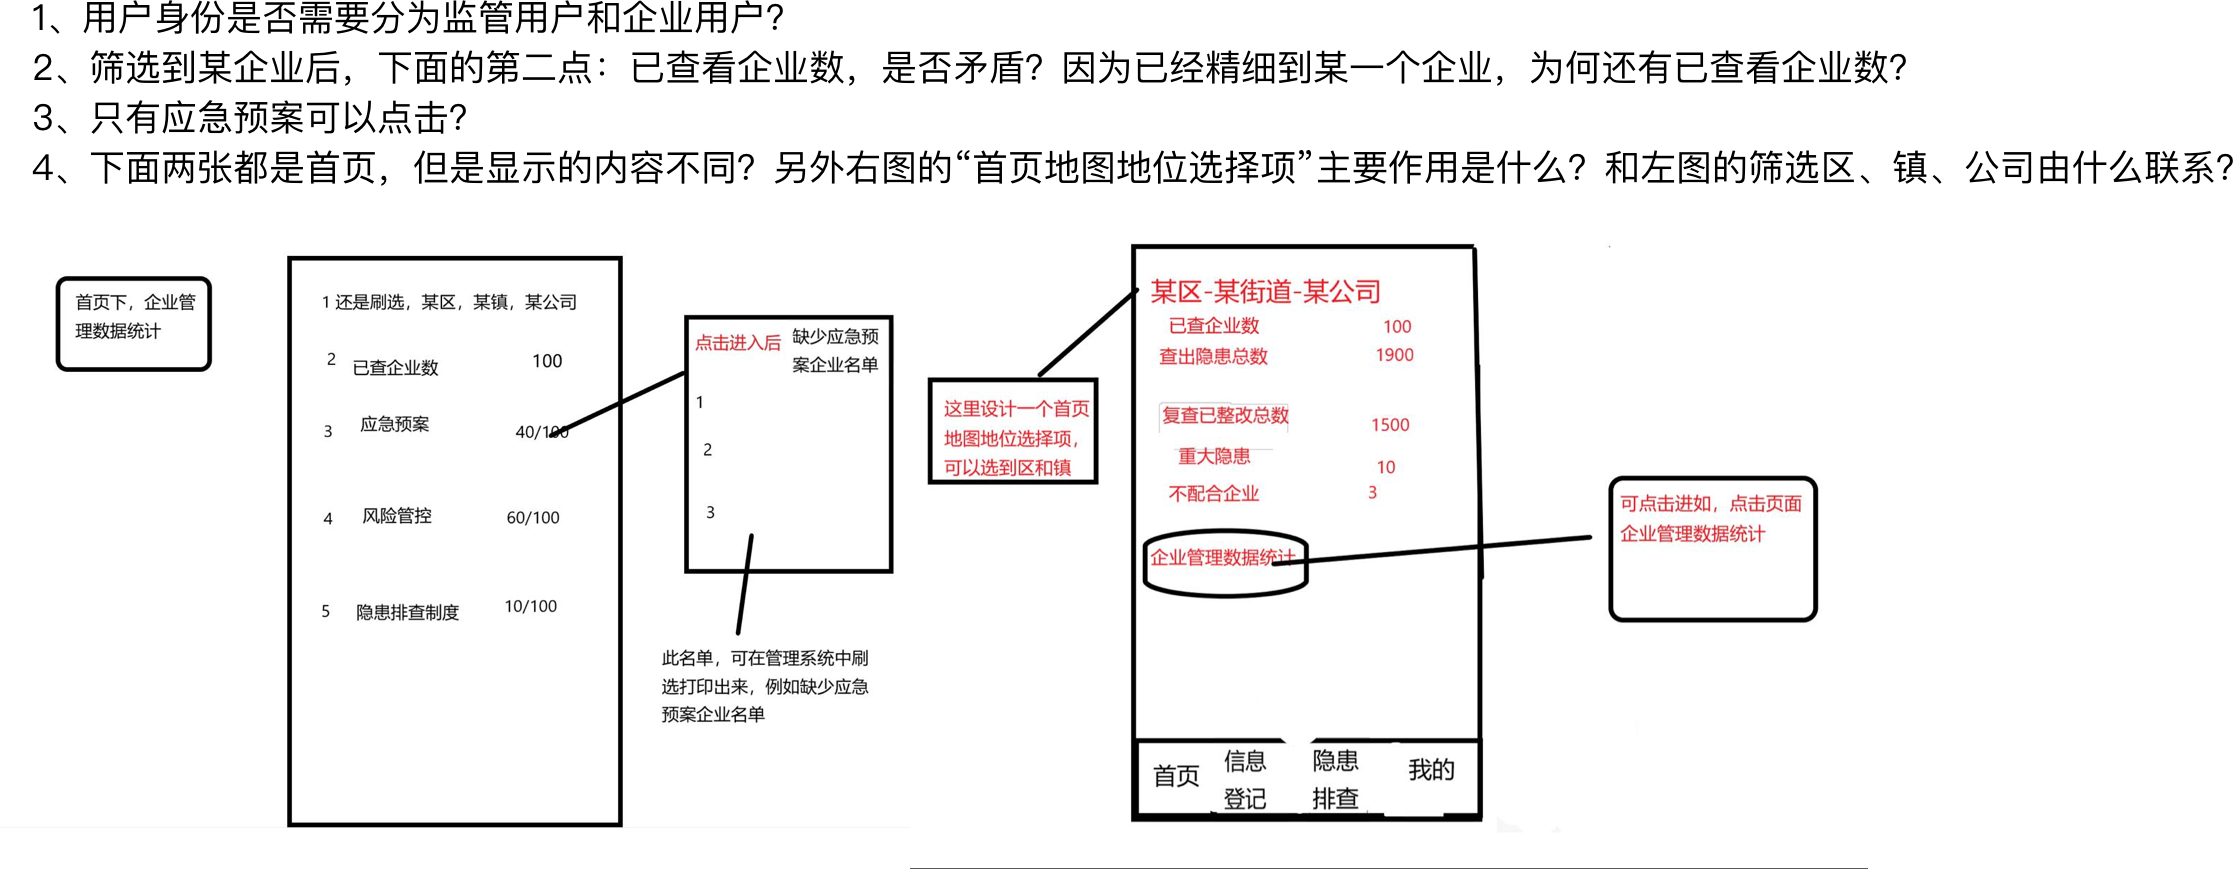 1、用户身份是否需要分为监管用户和企业用户？
2、筛选到某企业后，下面的第二点：已查看企业数，是否矛盾？因为已经精细到某一个企业，为何还有已查看企业数？
3、只有应急预案可以点击？
4、下面两张都是首页，但是显示的内容不同？另外右图的“首页地图地位选择项”主要作用是什么？和左图的筛选区、镇、公司由什么联系？
首页下，企业管
理数据统计
1 还是刷选，某区，某镇，某公司
2 已查企业数 100
3 应急预案 40/100
4 风险管控 60/100
5 隐患排查制度 10/100
点击进入后 缺少应急预
案企业名单
1
2
3
此名单，可在管理系统中刷
选打印出来，例如缺少应急
预案企业名单
这里设计一个首页
地图地位选择项，
可以选到区和镇
某区-某街道-某公司
已查企业数 100
查出隐患总数 1900
复查已整改总数 1500
重大隐患 10
不配合企业 3
企业管理数据统计
首页 信息 隐患 我的
登记 排查
可点击进如，点击页面
企业管理数据统计